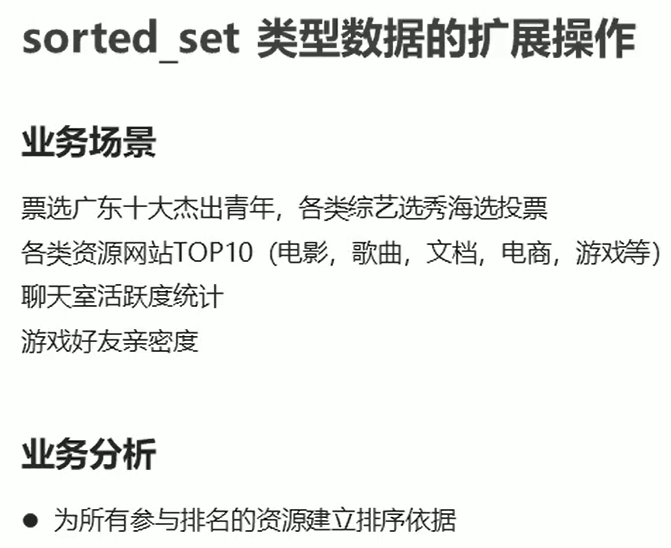 sorted_set 类型数据的扩展操作
业务场景
票选广东十大杰出青年，各类综艺选秀海选投票
各类资源网站TOP10（电影，歌曲，文档，电商，游戏等）
聊天室活跃度统计
游戏好友亲密度
业务分析
● 为所有参与排名的资源建立排序依据